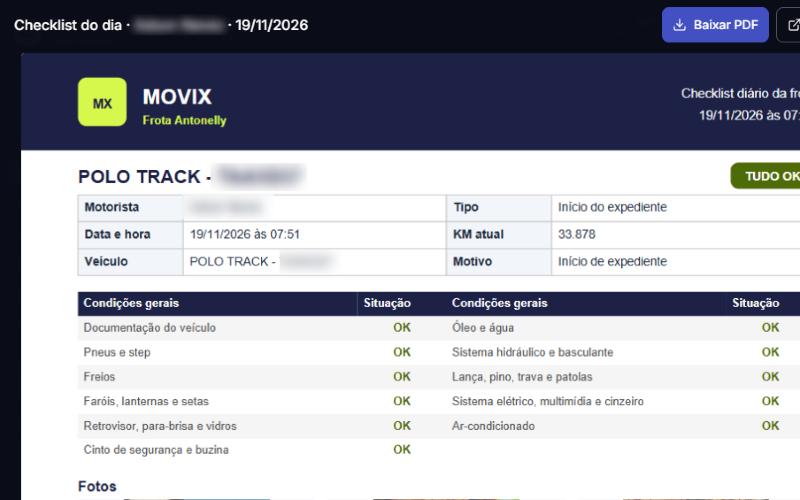 Checklist do dia · · 19/11/2026
Baixar PDF
MX
MOVIX
Frota Antonelly
Checklist diário da
19/11/2026 às 07:
POLO TRACK -
TUDO OK
Motorista
Tipo
Início do expediente
Data e hora
19/11/2026 às 07:51
KM atual
33.878
Veículo
POLO TRACK -
Motivo
Início de expediente
Condições gerais
Situação
Condições gerais
Situação
Documentação do veículo
OK
Óleo e água
OK
Pneus e step
OK
Sistema hidráulico e basculante
OK
Freios
OK
Lança, pino, trava e patolas
OK
Faróis, lanternas e setas
OK
Sistema elétrico, multimídia e cinzeiro
OK
Retrovisor, para-brisa e vidros
OK
Ar-condicionado
OK
Cinto de segurança e buzina
OK
Fotos